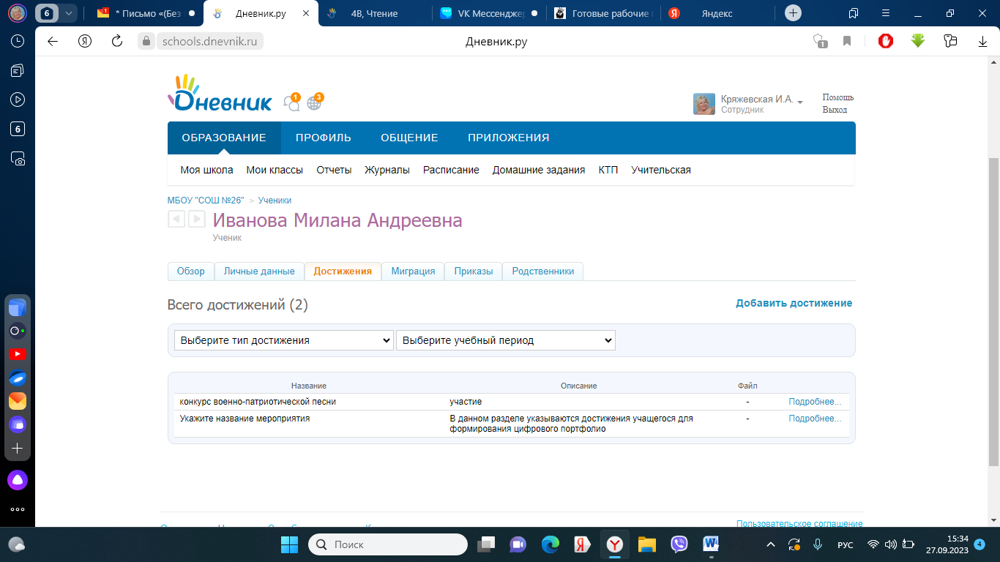 6
* Письмо «(Без
Дневник.ру
4В, Чтение
VK Мессенджер
Готовые рабочие
Яндекс
schools.dnevnik.ru
Дневник.ру
1
6
Дневник
1
3
Кряжевская И.А.
Сотрудник
Помощь
Выход
ОБРАЗОВАНИЕ ПРОФИЛЬ ОБЩЕНИЕ ПРИЛОЖЕНИЯ
Моя школа Мои классы Отчеты Журналы Расписание Домашние задания КТП Учительская
МБОУ "СОШ №26" > Ученики
Иванова Милана Андреевна
Ученик
Обзор Личные данные Достижения Миграция Приказы Родственники
Всего достижений (2)
Добавить достижение
Выберите тип достижения
Выберите учебный период
Название Описание Файл
конкурс военно-патриотической песни участие - Подробнее...
Укажите название мероприятия В данном разделе указываются достижения учащегося для - Подробнее...
формирования цифрового портфолио
Пользовательское соглашение
Поиск
РУС
15:34
27.09.2023
4